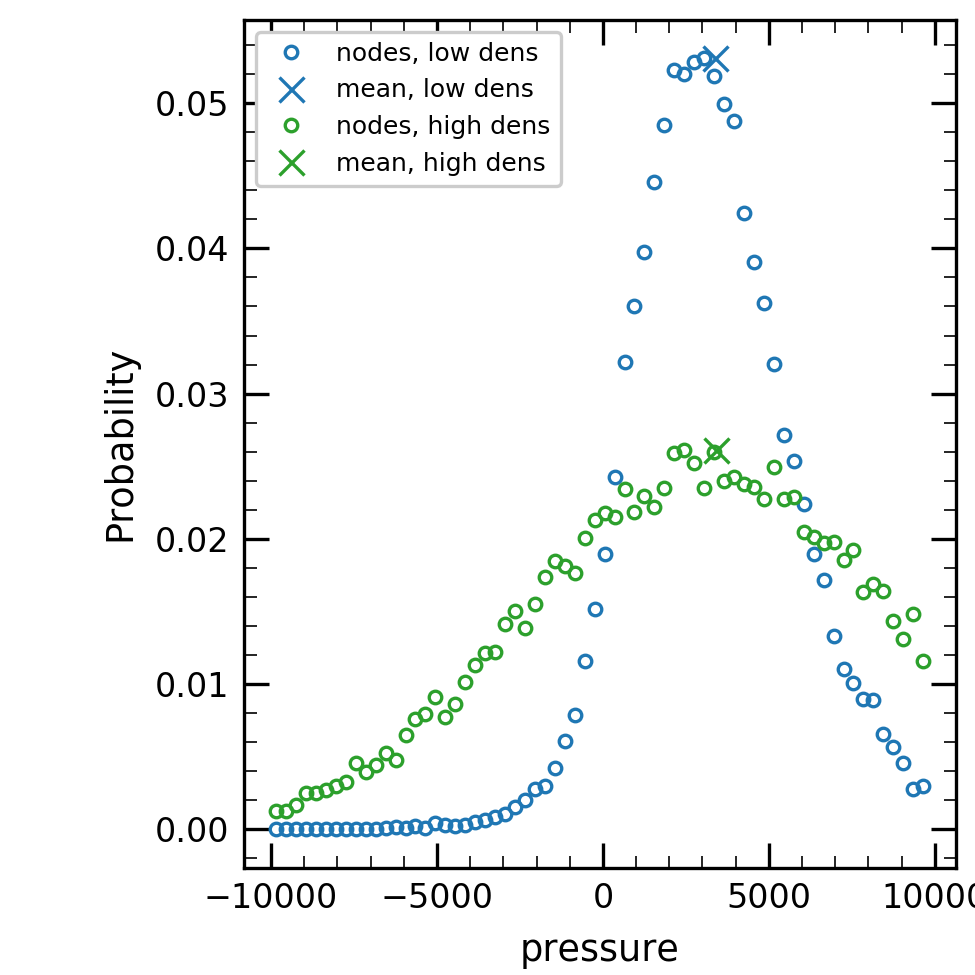 nodes, low dens
mean, low dens
nodes, high dens
mean, high dens
0.05
0.04
0.03
0.02
0.01
0.00
Probability
−10000 −5000 0 5000 10000
pressure